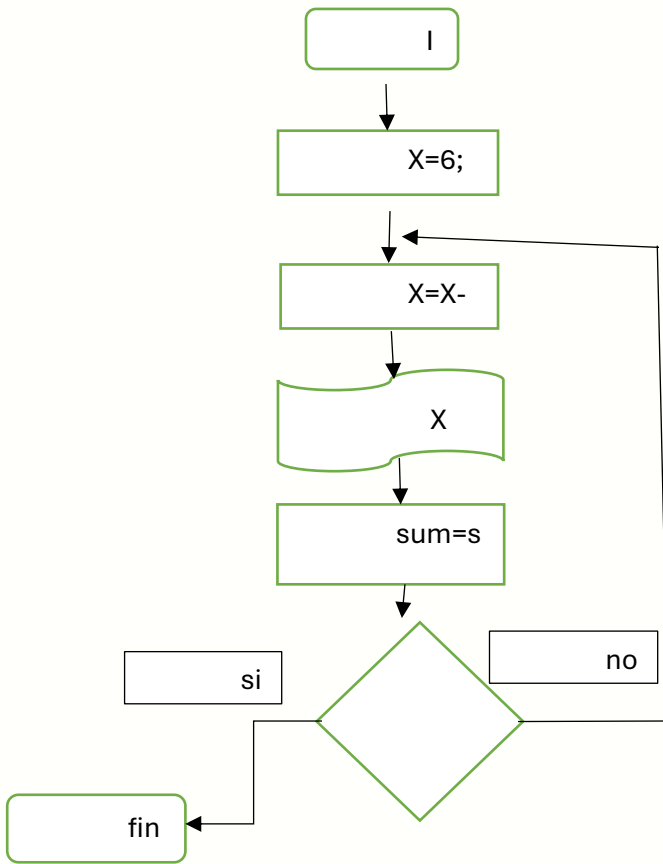 I
X=6;
X=X-
X
sum=s
si
no
fin